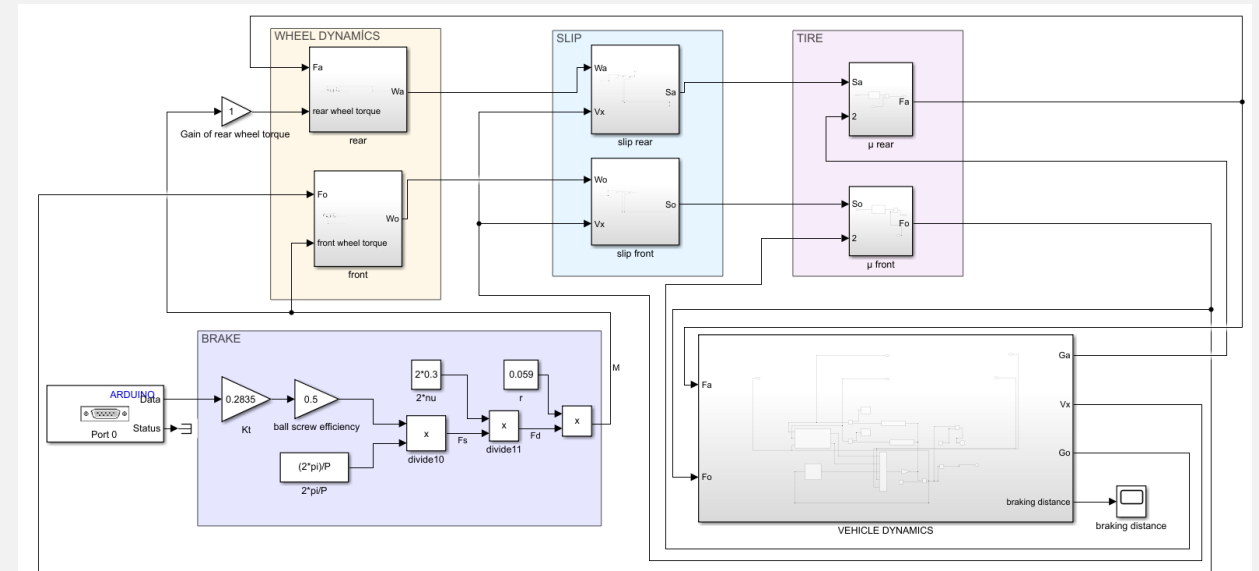 WHEEL DYNAMİCS
Fa
rear wheel torque
Wa
rear
1
Gain of rear wheel torque
Fo
front wheel torque
Wo
front
SLIP
Wa
Vx
Sa
slip rear
Wo
Vx
So
slip front
TIRE
Sa
2
Fa
µ rear
So
2
Fo
µ front
BRAKE
ARDUINO
Data
Status
Port 0
0.2835
Kt
0.5
ball screw efficiency
(2*pi)/P
2*pi/P
x
divide10
Fs
2*0.3
2*nu
x
divide11
Fd
0.059
r
x
M
Fa
Fo
Ga
Vx
Go
braking distance
VEHICLE DYNAMICS
braking distance